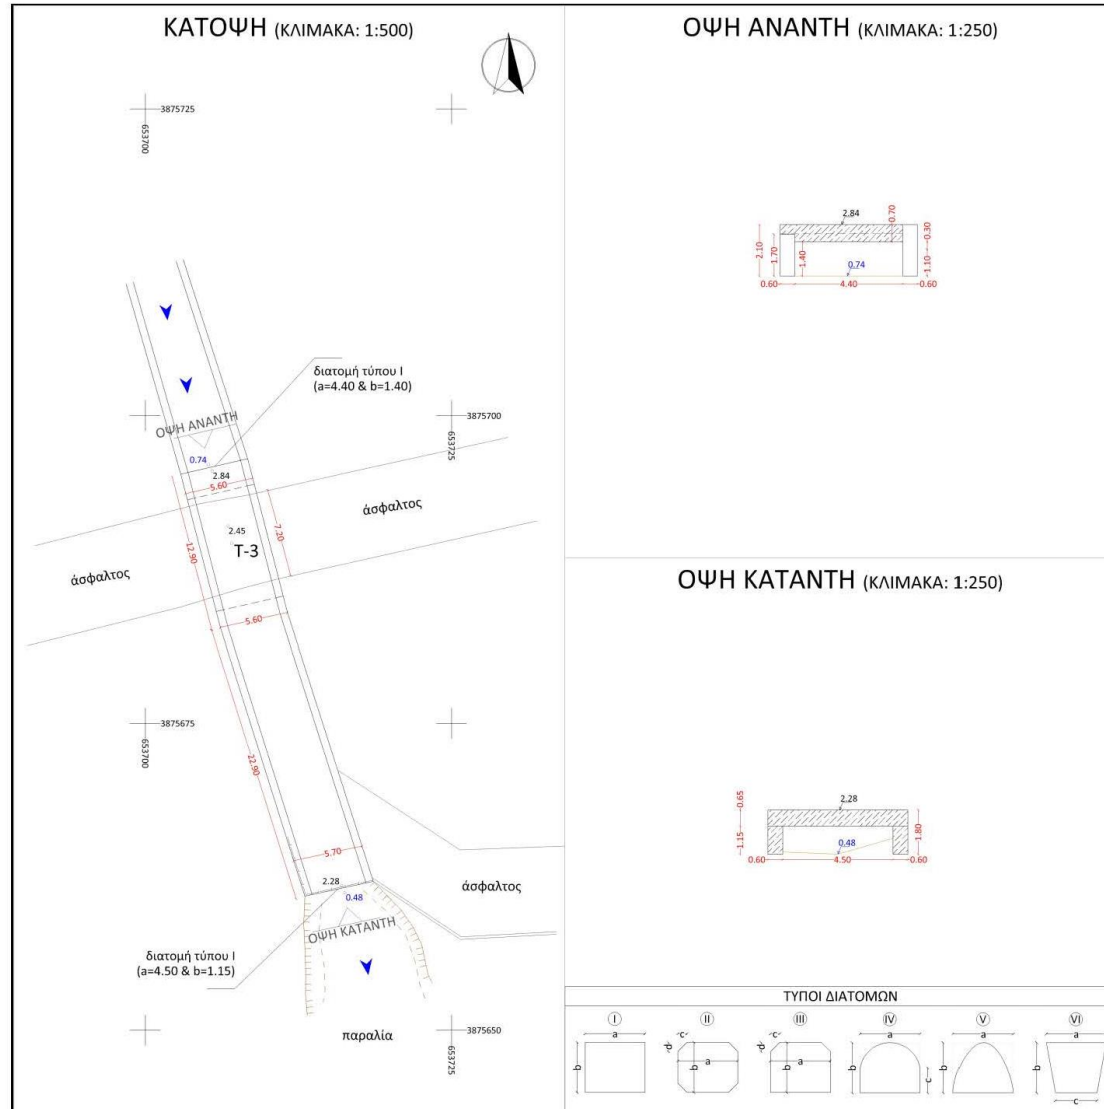 ΚΑΤΟΨΗ (ΚΛΙΜΑΚΑ: 1:500)
3875725
653700
διατομή τύπου I
(a=4.40 & b=1.40)
ΟΨΗ ΑΝΑΝΤΗ
3875700
653725
0.74
2.84
5.60
άσφαλτος
7.20
2.45
T-3
12.90
άσφαλτος
5.60
3875675
653700
22.90
5.70
2.28
0.48
άσφαλτος
ΟΨΗ ΚΑΤΑΝΤΗ
διατομή τύπου I
(a=4.50 & b=1.15)
παραλία
3875650
653725
ΟΨΗ ΑΝΑΝΤΗ (ΚΛΙΜΑΚΑ: 1:250)
2.84
0.70
0.30
2.10
1.70
1.40
0.74
1.10
0.60
4.40
0.60
ΟΨΗ ΚΑΤΑΝΤΗ (ΚΛΙΜΑΚΑ: 1:250)
0.65
2.28
1.15
0.48
1.80
0.60
4.50
0.60
ΤΥΠΟΙ ΔΙΑΤΟΜΩΝ
I II III IV V VI
a c c a a a
d d
b b a b a b c b b
c